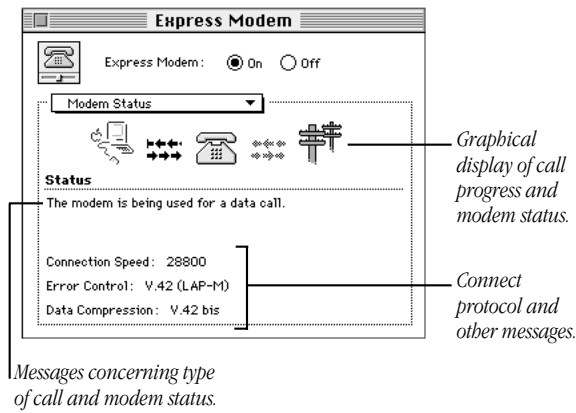 Express Modem
Express Modem:
On
Off
Modem Status
Status
The modem is being used for a data call.
Connection Speed: 28800
Error Control: V.42 (LAP-M)
Data Compression: V.42 bis
Graphical
display of call
progress and
modem status.
Connect
protocol and
other messages.
Messages concerning type
of call and modem status.